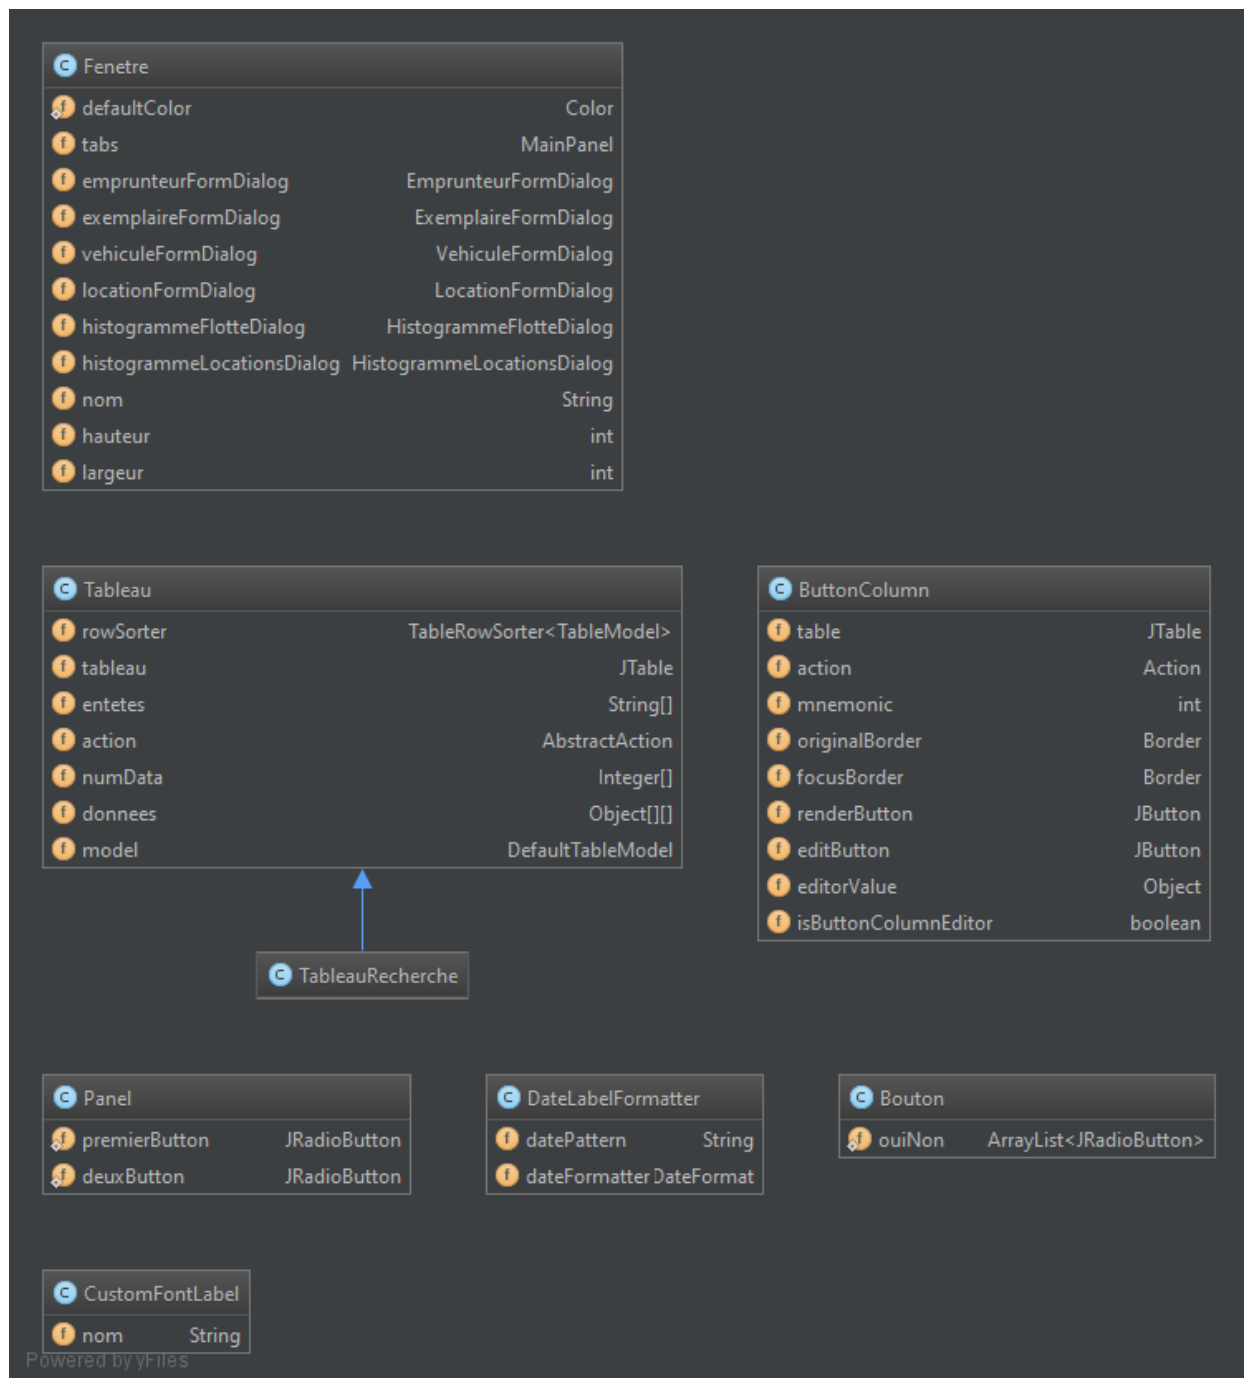 Fenetre
defaultColor Color
tabs MainPanel
emprunteurFormDialog EmprunteurFormDialog
exemplaireFormDialog ExemplaireFormDialog
vehiculeFormDialog VehiculeFormDialog
locationFormDialog LocationFormDialog
histogrammeFlotteDialog HistogrammeFlotteDialog
histogrammeLocationsDialog HistogrammeLocationsDialog
nom String
hauteur int
largeur int
Tableau
rowSorter TableRowSorter<TableModel>
tableau JTable
entetes String[]
action AbstractAction
numData Integer[]
donnees Object[][]
model DefaultTableModel
ButtonColumn
table JTable
action Action
mnemonic int
originalBorder Border
focusBorder Border
renderButton JButton
editButton JButton
editorValue Object
isButtonColumnEditor boolean
TableauRecherche
Panel
premierButton JRadioButton
deuxButton JRadioButton
DateLabelFormatter
datePattern String
dateFormatter DateFormat
Bouton
ouiNon ArrayList<JRadioButton>
CustomFontLabel
nom String
Powered by yFiles